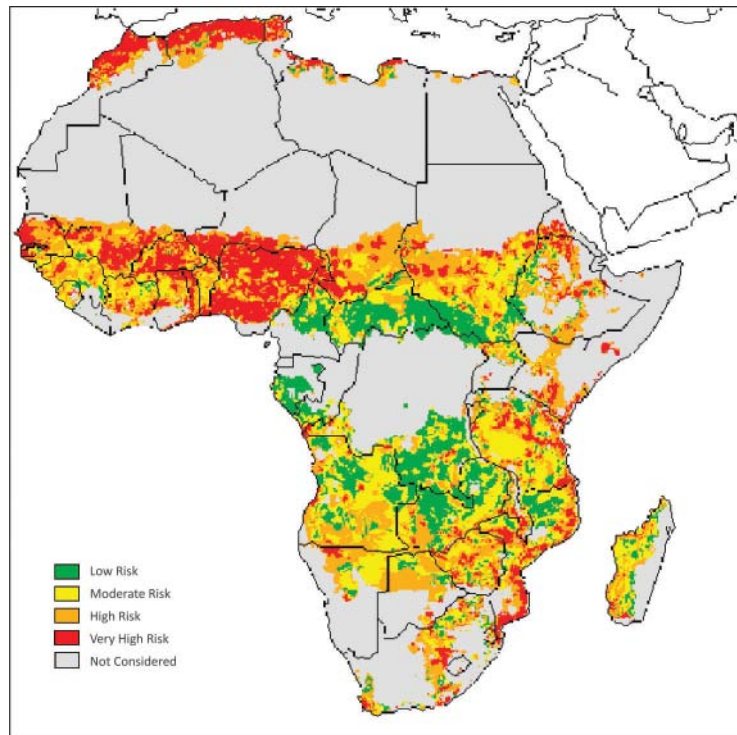 Low Risk
Moderate Risk
High Risk
Very High Risk
Not Considered